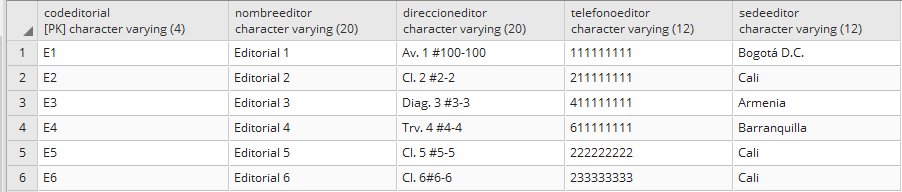 codeditorial nombreeditor direccioneditor telefonoeditor sedeeditor
[PK] character varying (4) character varying (20) character varying (20) character varying (12) character varying (12)
1 E1 Editorial 1 Av. 1 #100-100 111111111 Bogotá D.C.
2 E2 Editorial 2 Cl. 2 #2-2 211111111 Cali
3 E3 Editorial 3 Diag. 3 #3-3 411111111 Armenia
4 E4 Editorial 4 Trv. 4 #4-4 611111111 Barranquilla
5 E5 Editorial 5 Cl. 5 #5-5 222222222 Cali
6 E6 Editorial 6 Cl. 6#6-6 233333333 Cali